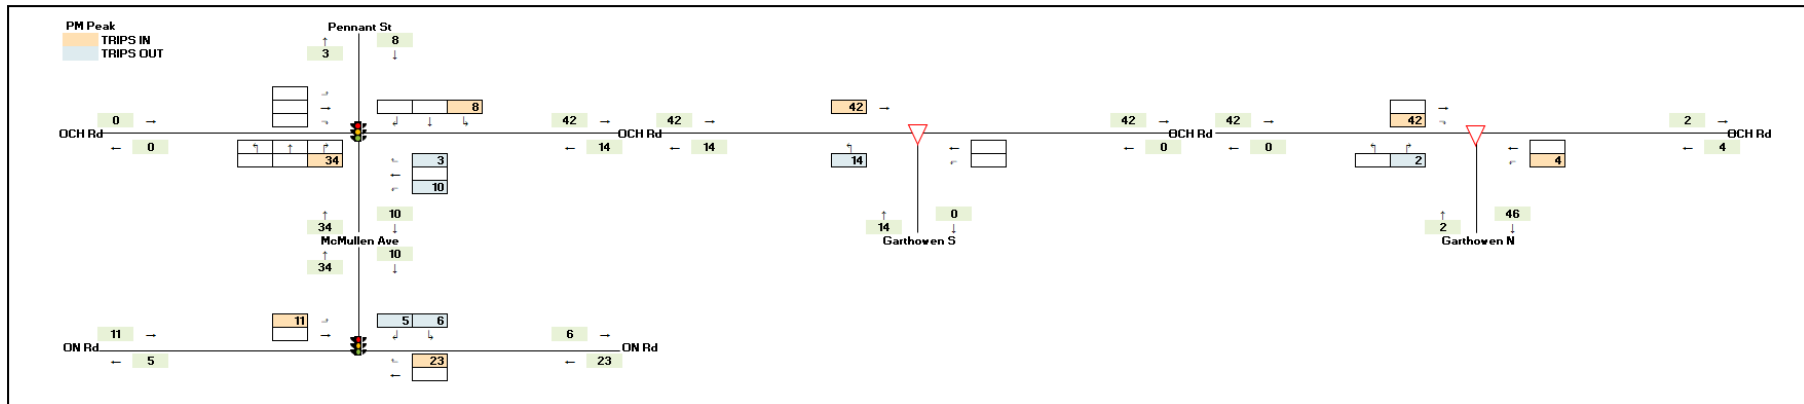 PM Peak
TRIPS IN
TRIPS OUT
Pennant St
↑ 8
3 ↓
8
42 →
42
0 →
42 →
42 →
42 →
42 →
2 →
OCH Rd
OCH Rd
OCH Rd
OCH Rd
← 0
← 14
← 14
← 0
← 0
← 4
34
3
10
14
2
4
↑ 10
34 ↓
↑ 0
14 ↓
↑ 46
2 ↓
McMullen Ave
Garthowen S
Garthowen N
↑ 10
34 ↓
11
5 6
11 →
6 →
ON Rd
ON Rd
← 5
23
← 23